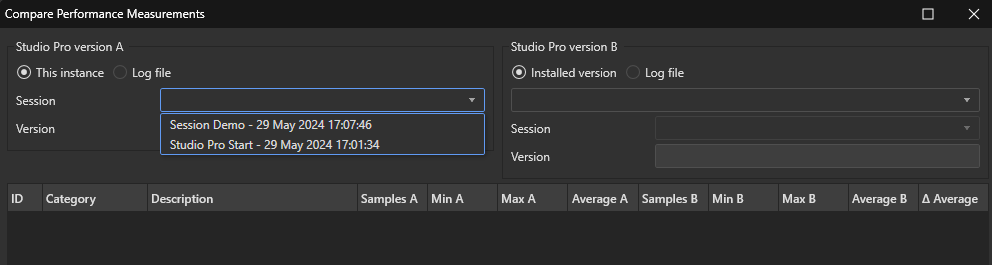 Compare Performance Measurements
Studio Pro version A
This instance
Log file
Session
Session Demo - 29 May 2024 17:07:46
Studio Pro Start - 29 May 2024 17:01:34
Version
Studio Pro version B
Installed version
Log file
Session
Version
ID Category Description Samples A Min A Max A Average A Samples B Min B Max B Average B Δ Average